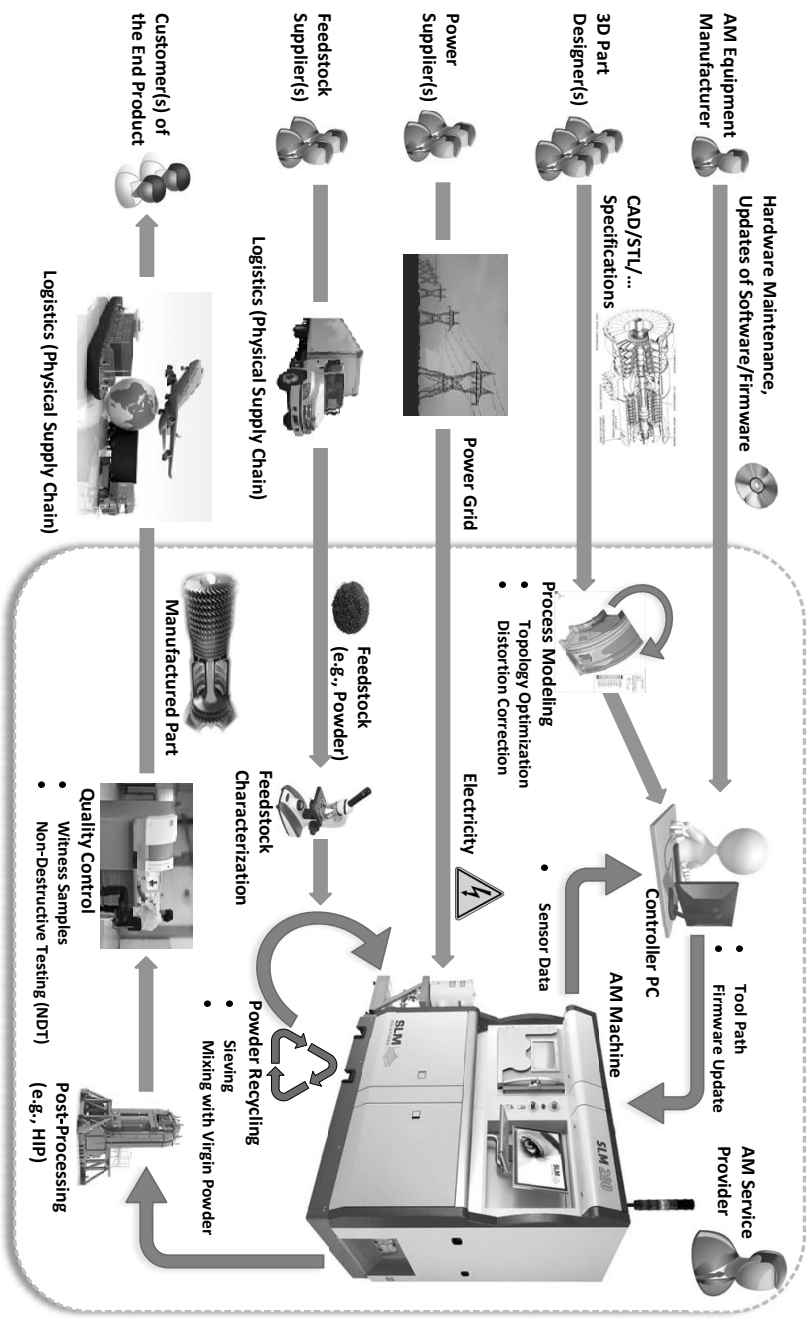 AM Equipment
Manufacturer
Hardware Maintenance,
Updates of Software/Firmware
3D Part
Designer(s)
CAD/STL/...
Specifications
Power
Supplier(s)
Power Grid
Electricity
Feedstock
Supplier(s)
Logistics (Physical Supply Chain)
Feedstock
(e.g., Powder)
Feedstock
Characterization
Customer(s) of
the End Product
Logistics (Physical Supply Chain)
Manufactured Part
Process Modeling
• Topology Optimization
• Distortion Correction
Controller PC
• Tool Path
• Firmware Update
• Sensor Data
AM Machine
AM Service
Provider
SLM
SLM 280
SLM
Powder Recycling
• Sieving
• Mixing with Virgin Powder
Quality Control
• Witness Samples
• Non-Destructive Testing (NDT)
Post-Processing
(e.g., HIP)